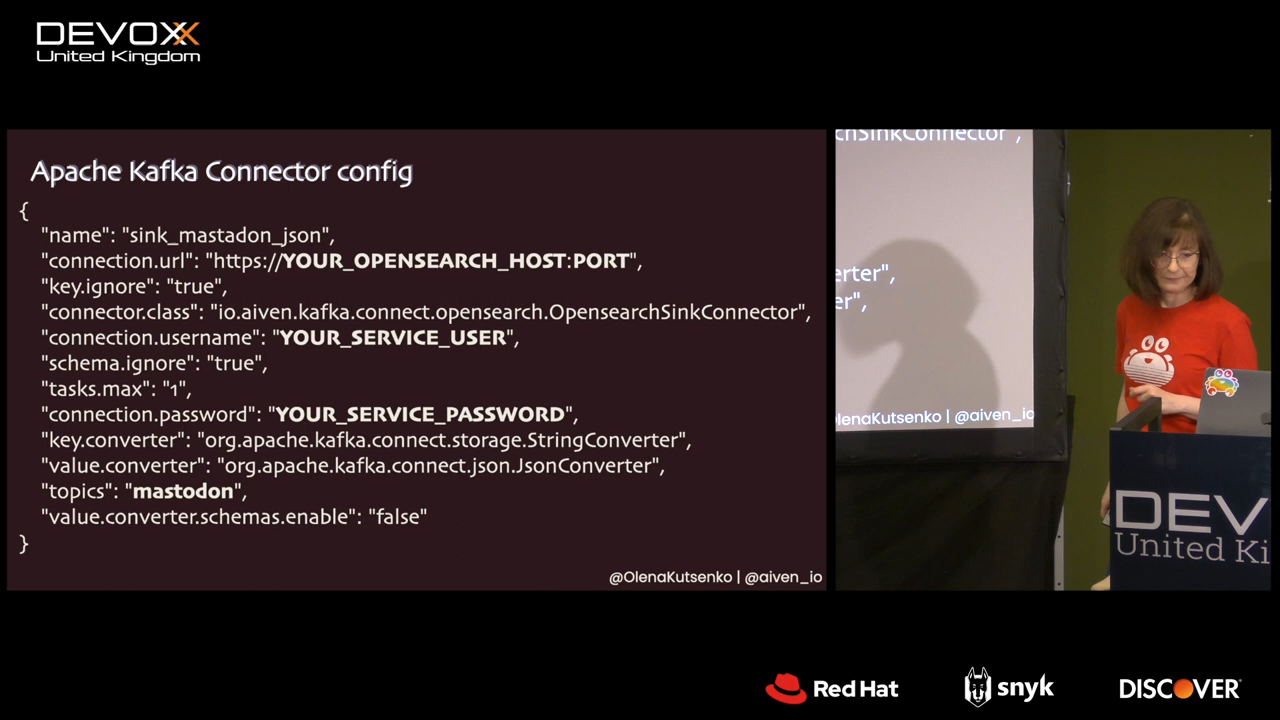 DEVOXX
United Kingdom
Apache Kafka Connector config
{
"name": "sink_mastadon_json",
"connection.url": "https://YOUR_OPENSEARCH_HOST:PORT",
"key.ignore": "true",
"connector.class": "io.aiven.kafka.connect.opensearch.OpensearchSinkConnector",
"connection.username": "YOUR_SERVICE_USER",
"schema.ignore": "true",
"tasks.max": "1",
"connection.password": "YOUR_SERVICE_PASSWORD",
"key.converter": "org.apache.kafka.connect.storage.StringConverter",
"value.converter": "org.apache.kafka.connect.json.JsonConverter",
"topics": "mastodon",
"value.converter.schemas.enable": "false"
}
@OlenaKutsenko | @aiven_io
chSinkConnector",
erter",
er",
lenaKutsenko | @aiven_io
DEV
United Ki
Red Hat
snyk
DISCOVER